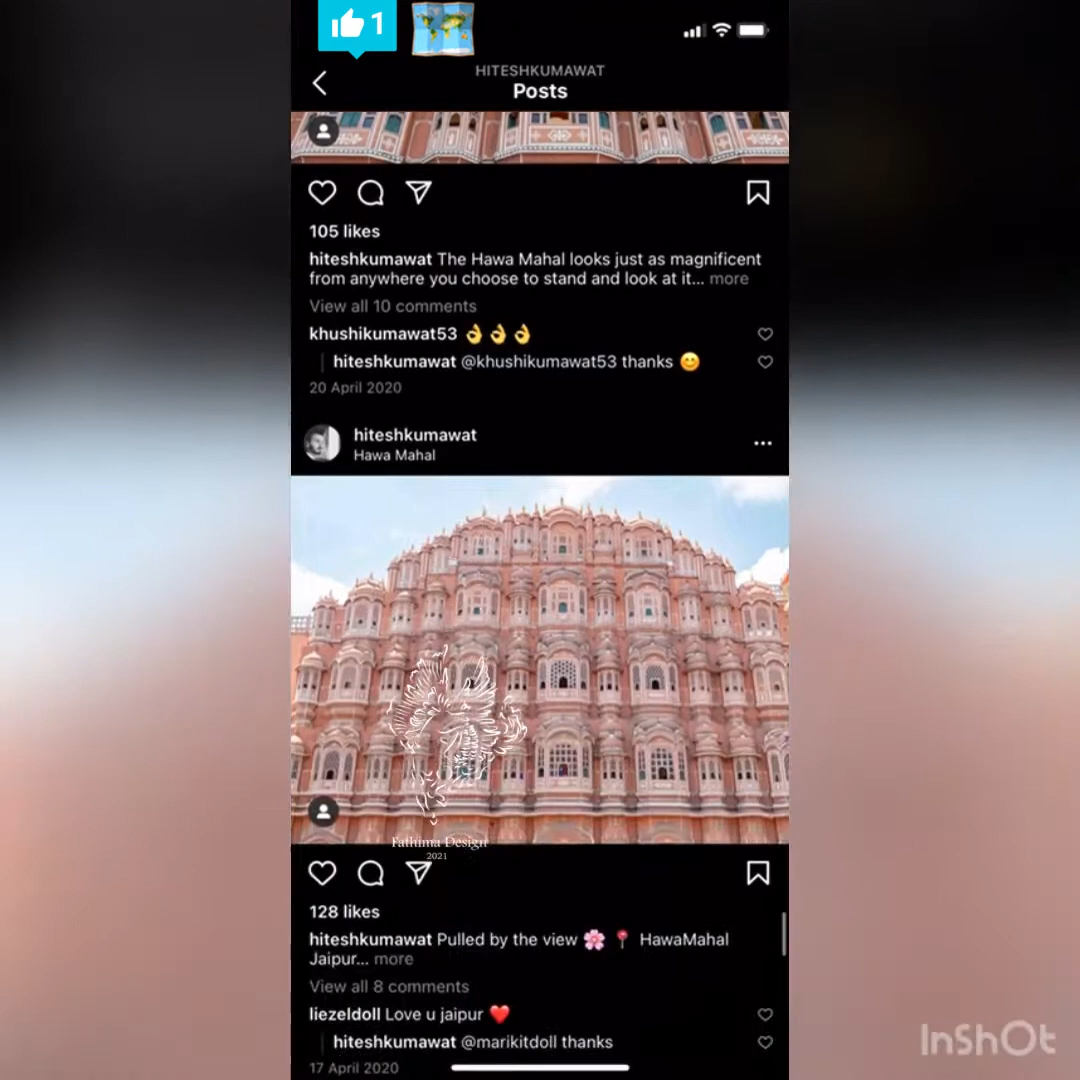 1
HITESHKUMAWAT
Posts
105 likes
hiteshkumawat The Hawa Mahal looks just as magnificent
from anywhere you choose to stand and look at it... more
View all 10 comments
khushikumawat53 👌👌👌
hiteshkumawat @khushikumawat53 thanks 😊
20 April 2020
hiteshkumawat
Hawa Mahal
Fathima Design
2021
128 likes
hiteshkumawat Pulled by the view 🌸 📍 HawaMahal
Jaipur... more
View all 8 comments
liezeldoll Love u jaipur ❤️
hiteshkumawat @marikitdoll thanks
17 April 2020
InShOt